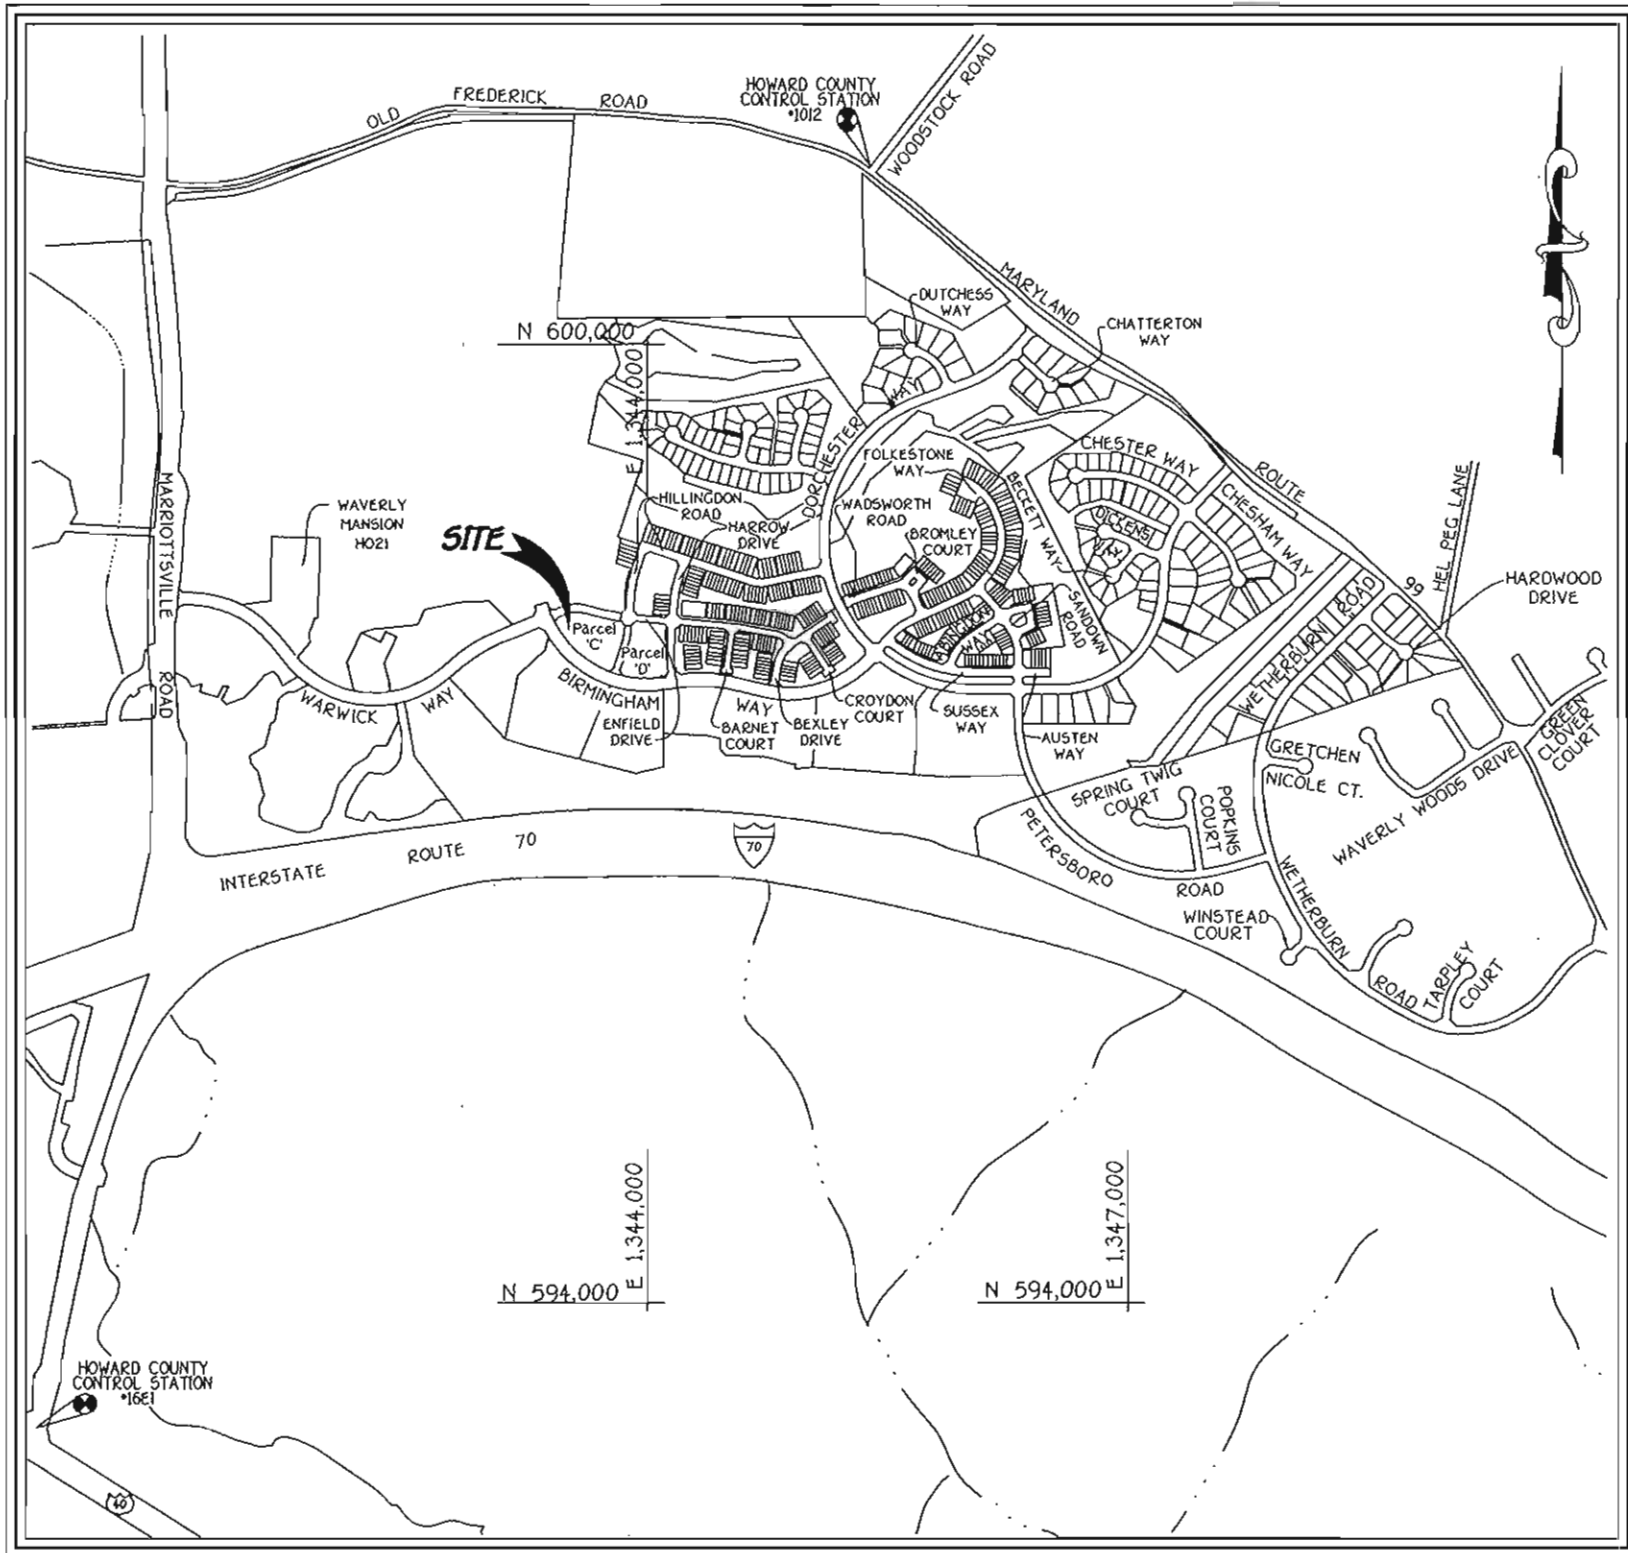 HOWARD COUNTY
CONTROL STATION
•1012
WOODSTOCK ROAD
OLD FREDERICK ROAD
MARYLAND
ROUTE
99
DUTCHESS
WAY
CHATTERTON
WAY
N 600,000
E 1,344,000
DORCHESTER
WAY
FOLKESTONE
WAY
BECKETT WAY
CHESTER WAY
CHESHAM WAY
HEL PEG LANE
DICKENS
WAY
HILLINGDON
ROAD
HARROW
DRIVE
WADSWORTH
ROAD
BROMLEY
COURT
WAVERLY
MANSION
HO21
SITE
MARRIOTTSVILLE
ROAD
HARDWOOD
DRIVE
SANDOWN
ROAD
ABINGDON
WAY
WETHERBURN ROAD
Parcel
'C'
Parcel
'D'
WARWICK
WAY
BIRMINGHAM
WAY
ENFIELD
DRIVE
BARNET
COURT
BEXLEY
DRIVE
CROYDON
COURT
SUSSEX
WAY
AUSTEN
WAY
GREEN
CLOVER
COURT
GRETCHEN
NICOLE CT.
SPRING TWIG
COURT
POPKINS
COURT
WAVERLY WOODS DRIVE
PETERSBORO
ROAD
INTERSTATE ROUTE 70
70
WINSTEAD
COURT
WETHERBURN
ROAD
TARPLEY
COURT
E 1,344,000
N 594,000
E 1,347,000
N 594,000
HOWARD COUNTY
CONTROL STATION
•16E1
40